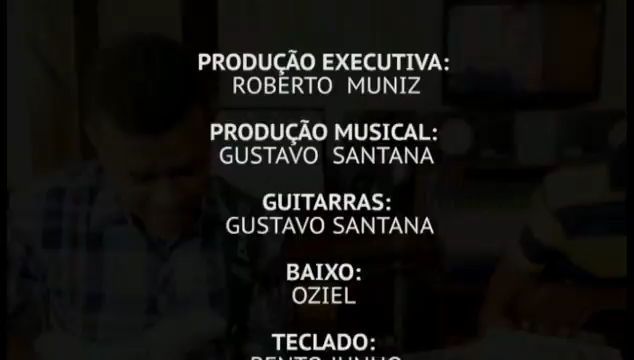 PRODUÇÃO EXECUTIVA:
ROBERTO MUNIZ
PRODUÇÃO MUSICAL:
GUSTAVO SANTANA
GUITARRAS:
GUSTAVO SANTANA
BAIXO:
OZIEL
TECLADO: